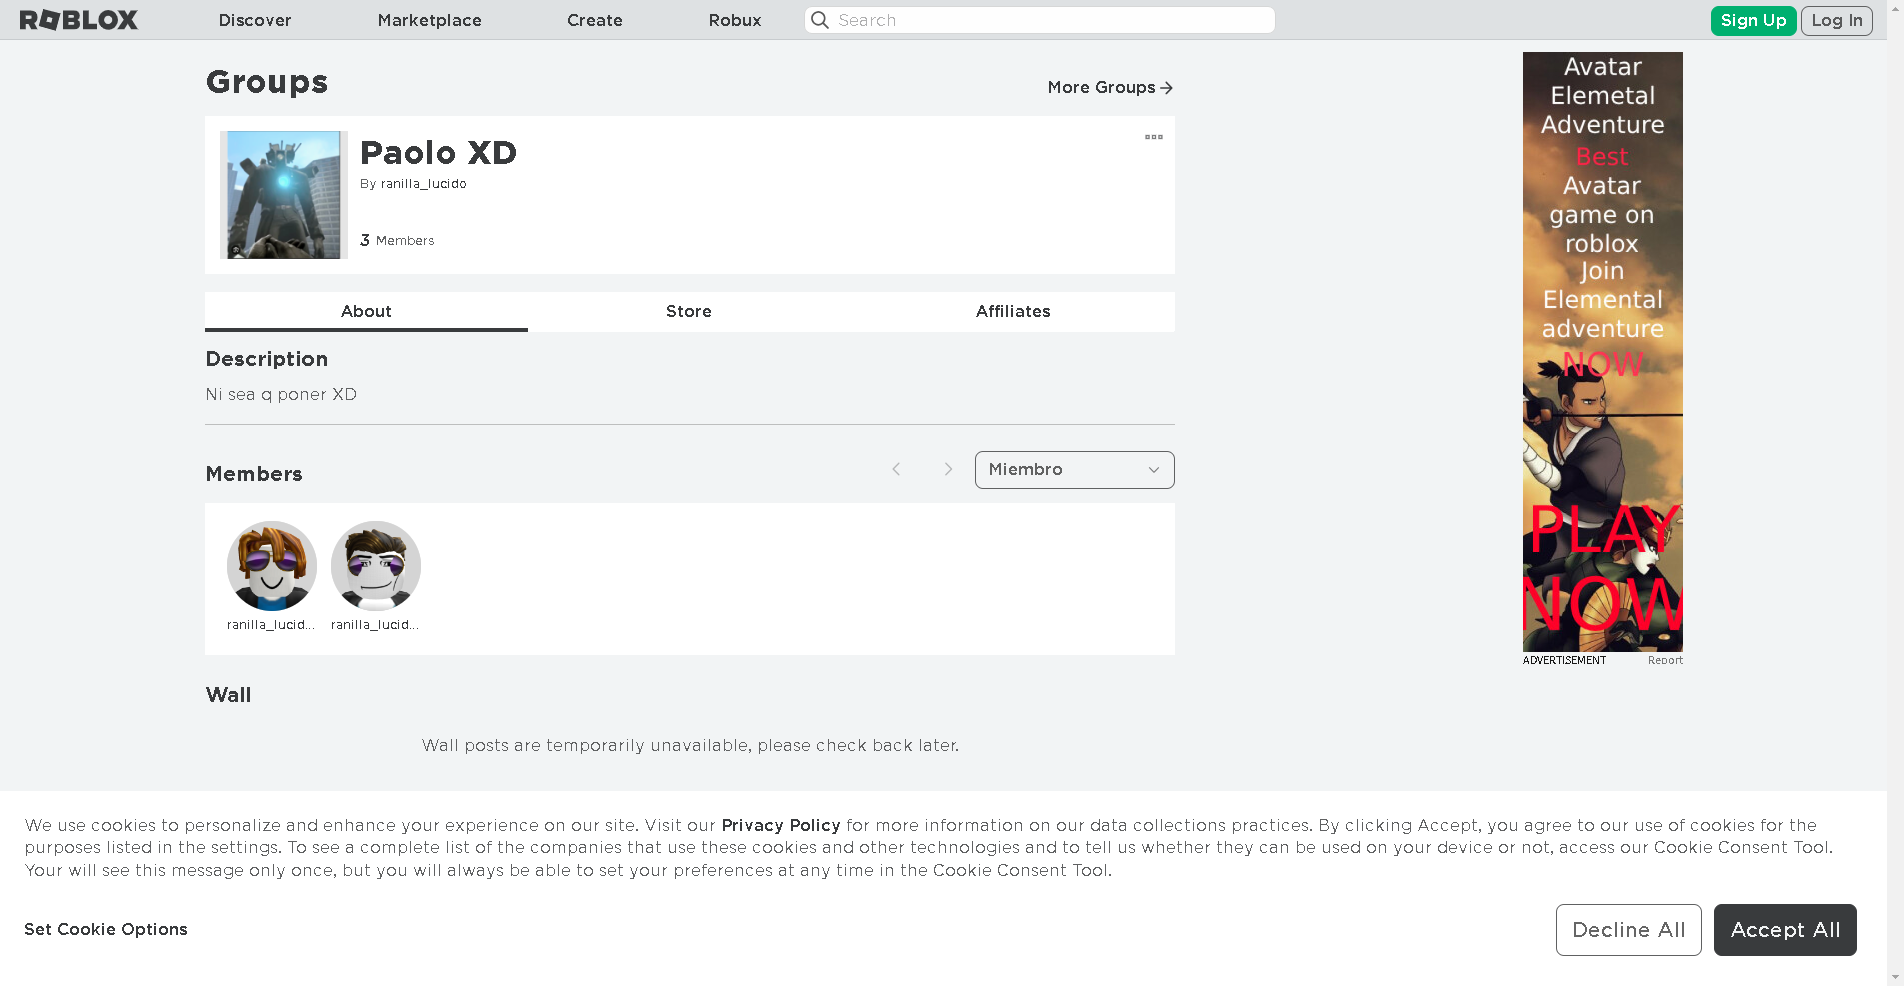 ROBLOX Discover Marketplace Create Robux Search Sign Up Log In
Groups
More Groups
Paolo XD
By ranilla_lucido
3 Members
About Store Affiliates
Description
Ni sea q poner XD
Members
Miembro
ranilla_lucid... ranilla_lucid...
Wall
Wall posts are temporarily unavailable, please check back later.
Avatar
Elemetal
Adventure
Best
Avatar
game on
roblox
Join
Elemental
adventure
NOW
PLAY
NOW
ADVERTISEMENT Report
We use cookies to personalize and enhance your experience on our site. Visit our Privacy Policy for more information on our data collections practices. By clicking Accept, you agree to our use of cookies for the
purposes listed in the settings. To see a complete list of the companies that use these cookies and other technologies and to tell us whether they can be used on your device or not, access our Cookie Consent Tool.
Your will see this message only once, but you will always be able to set your preferences at any time in the Cookie Consent Tool.
Set Cookie Options
Decline All Accept All